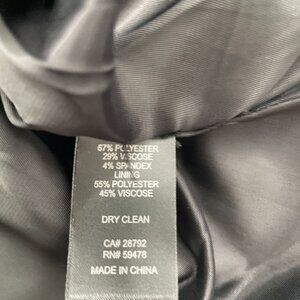 67% POLYESTER
29% VISCOSE
4% SPANDEX
LINING
55% POLYESTER
45% VISCOSE
DRY CLEAN
CA# 28792
RN# 59478
MADE IN CHINA